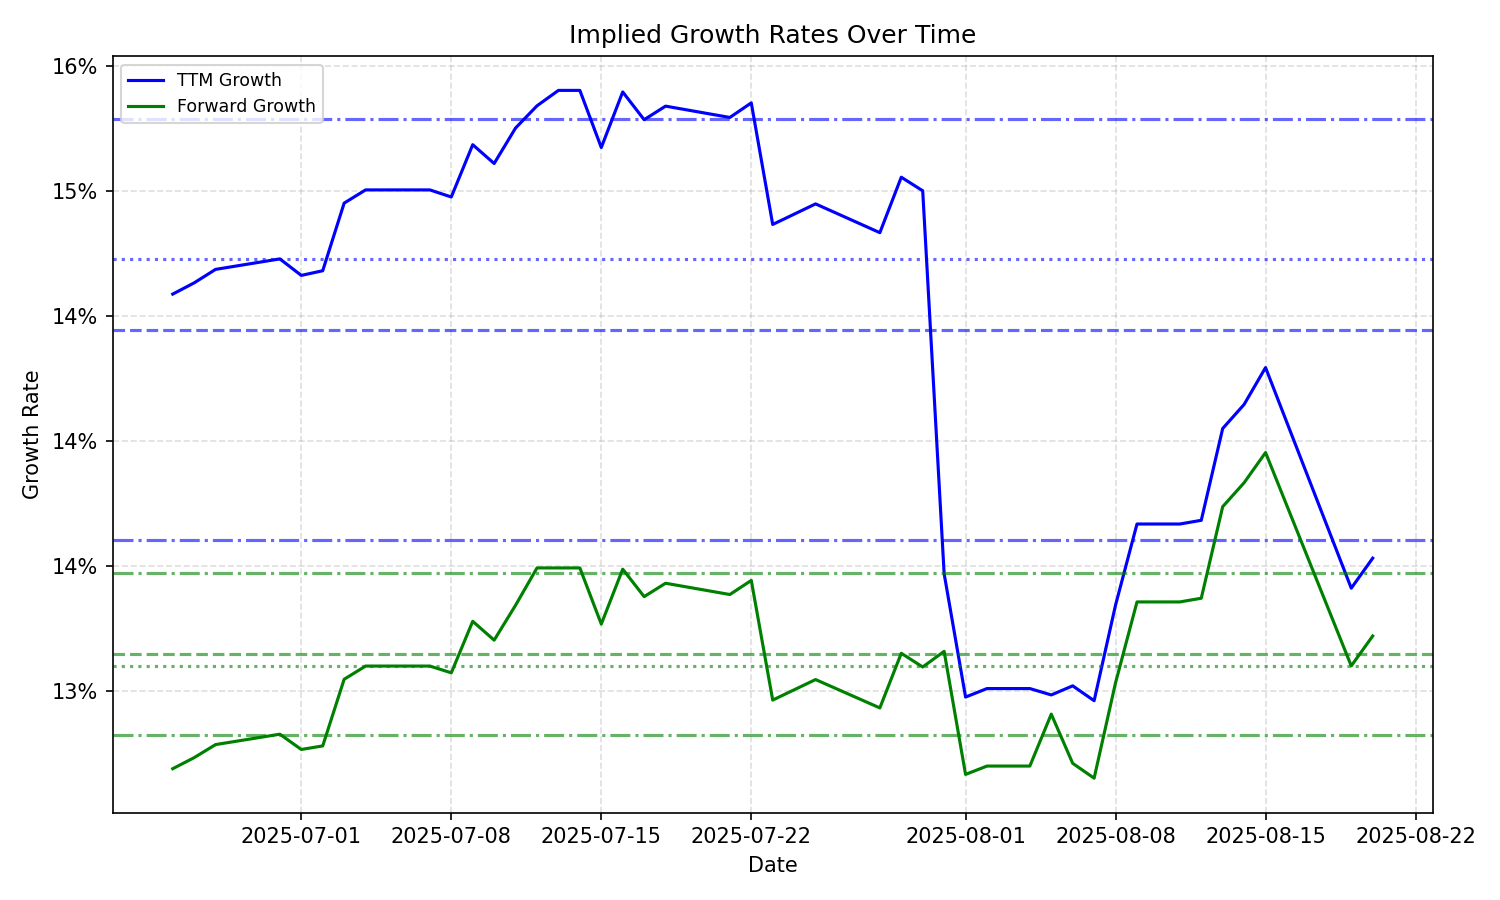 Implied Growth Rates Over Time
TTM Growth
Forward Growth
16%
15%
14%
14%
14%
13%
Growth Rate
2025-07-01
2025-07-08
2025-07-15
2025-07-22
2025-08-01
2025-08-08
2025-08-15
2025-08-22
Date